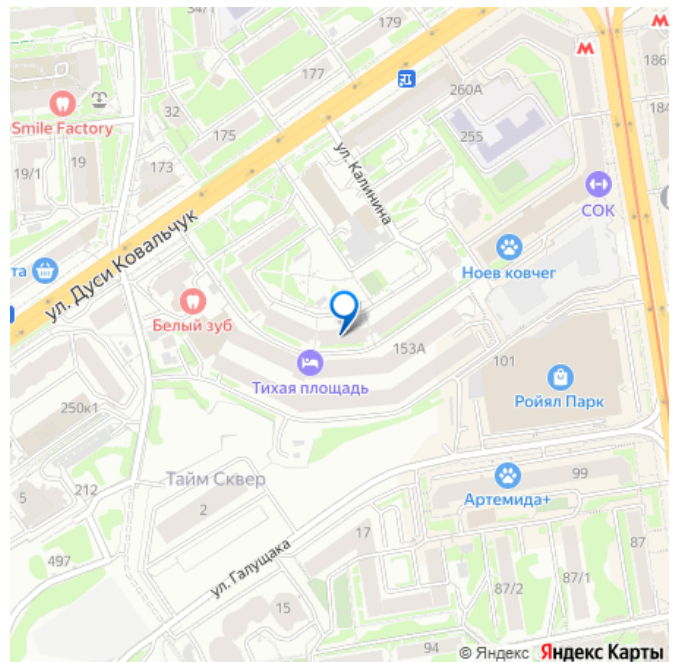 34/1
179
М
М
177
186
260А
184
Smile Factory
32
175
255
ул. Калинина
19/1
19
173
СОК
ул. Дуси Ковальчук
та
Ноев ковчег
Белый зуб
153А
101
Тихая площадь
Ройял Парк
250к1
Тайм Сквер
99
5
212
2
Артемида+
497
ул. Галущака
17
87
87/2
87/1
15
94
© Яндекс Яндекс Карты